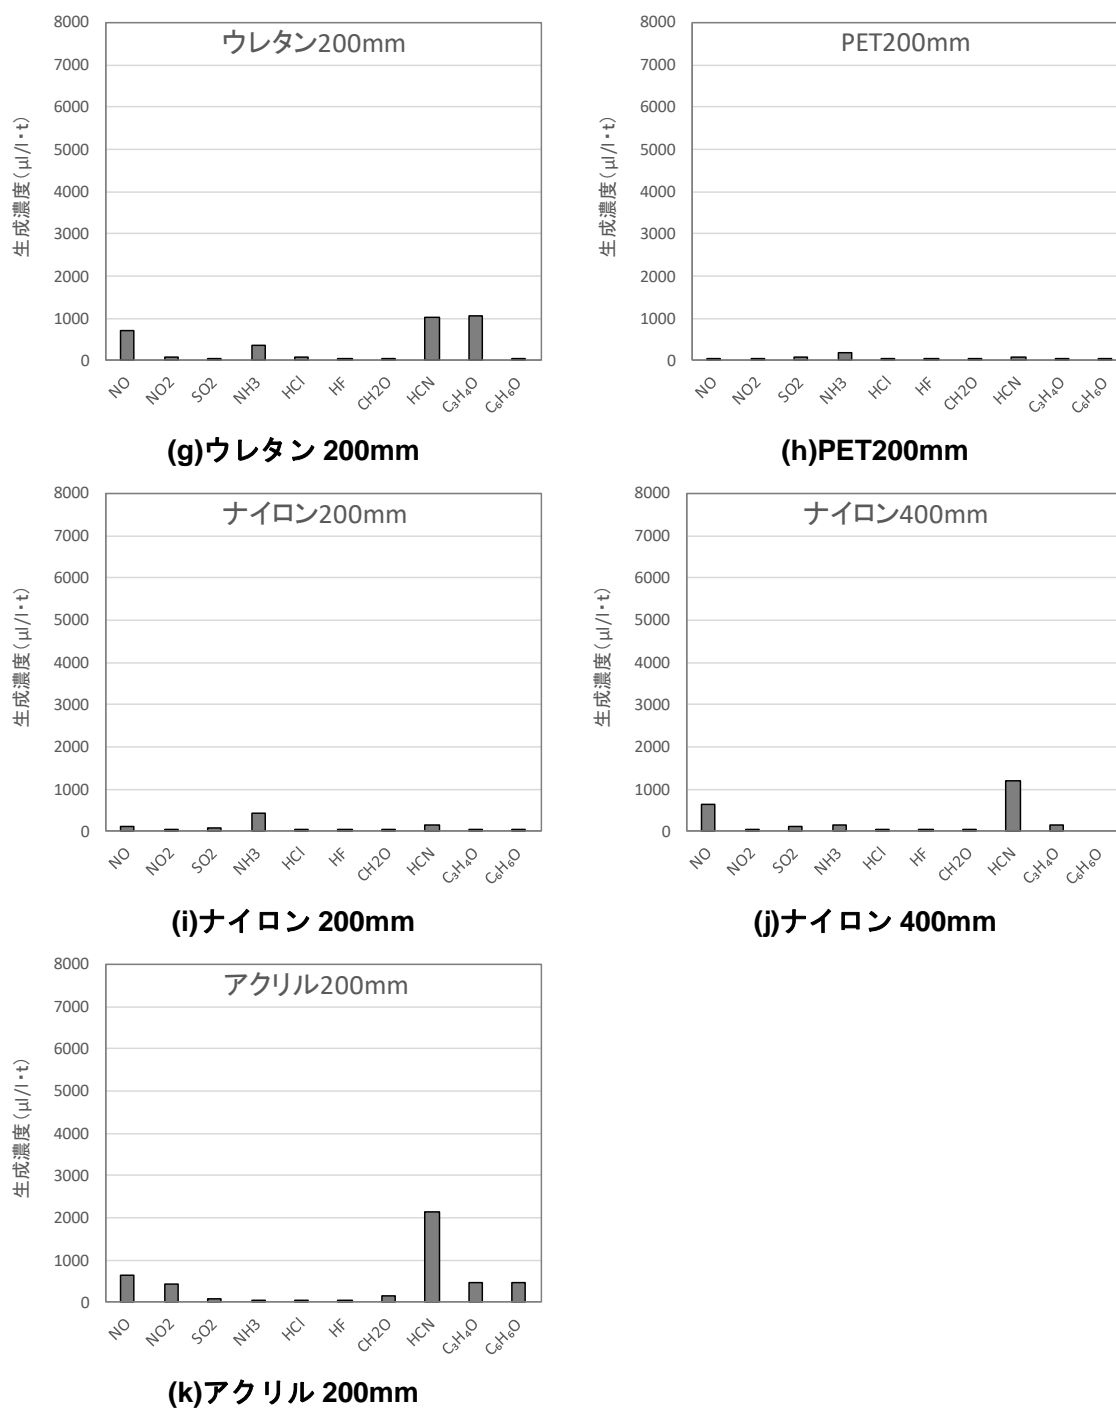 ウレタン200mm
生成濃度(μl/l・t)
8000
7000
6000
5000
4000
3000
2000
1000
0
NO
NO2
SO2
NH3
HCl
HF
CH2O
HCN
C₃H₄O
C₆H₆O
(g)ウレタン 200mm
PET200mm
生成濃度(μl/l・t)
8000
7000
6000
5000
4000
3000
2000
1000
0
NO
NO2
SO2
NH3
HCl
HF
CH2O
HCN
C₃H₄O
C₆H₆O
(h)PET200mm
ナイロン200mm
生成濃度(μl/l・t)
8000
7000
6000
5000
4000
3000
2000
1000
0
NO
NO2
SO2
NH3
HCl
HF
CH2O
HCN
C₃H₄O
C₆H₆O
(i)ナイロン 200mm
ナイロン400mm
生成濃度(μl/l・t)
8000
7000
6000
5000
4000
3000
2000
1000
0
NO
NO2
SO2
NH3
HCl
HF
CH2O
HCN
C₃H₄O
C₆H₆O
(j)ナイロン 400mm
アクリル200mm
生成濃度(μl/l・t)
8000
7000
6000
5000
4000
3000
2000
1000
0
NO
NO2
SO2
NH3
HCl
HF
CH2O
HCN
C₃H₄O
C₆H₆O
(k)アクリル 200mm